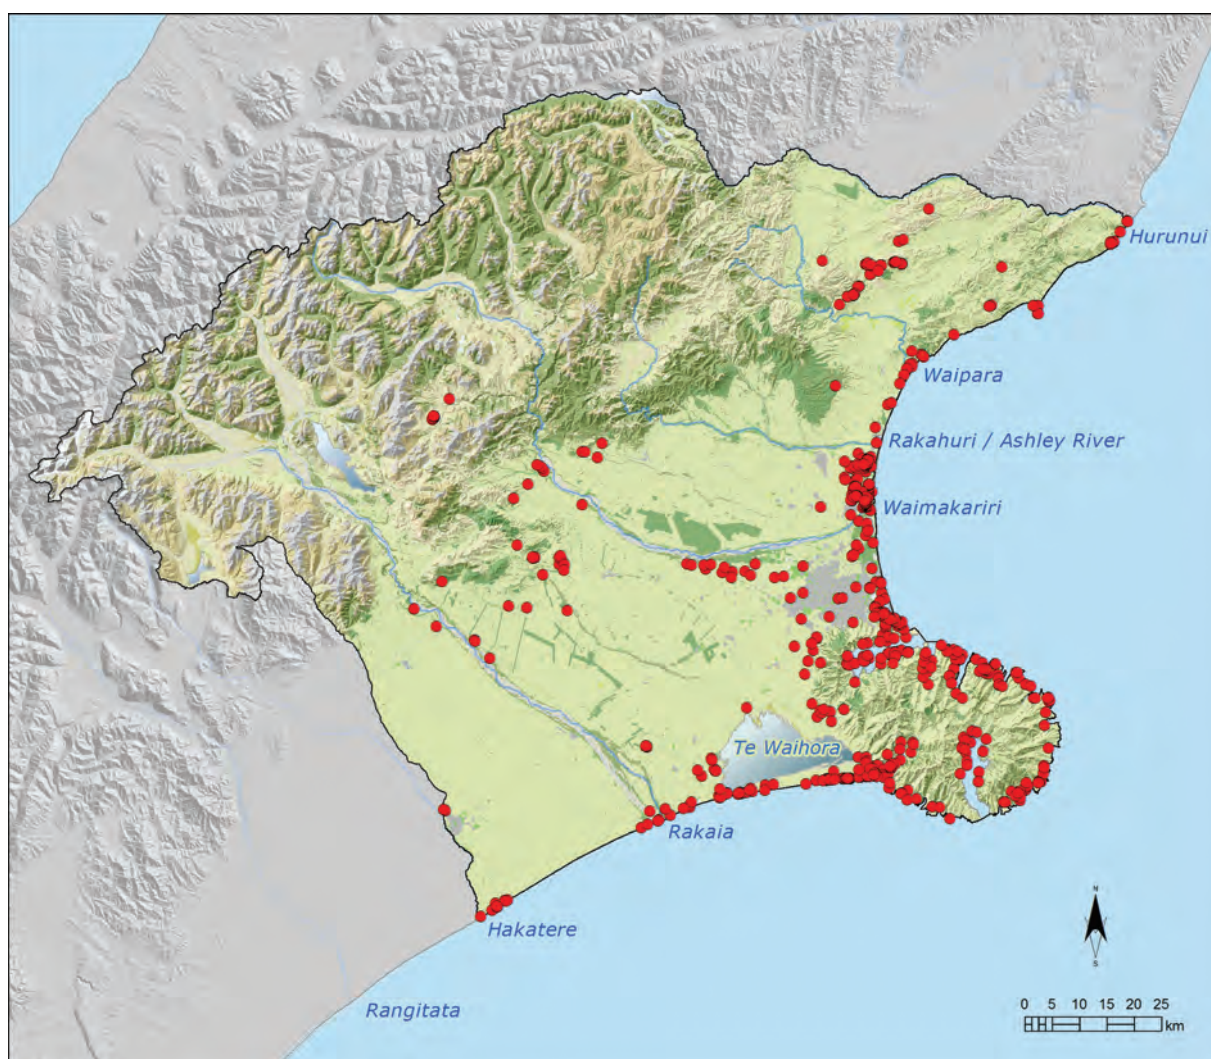 Hurunui
Waipara
Rakahuri / Ashley River
Waimakariri
Te Waihora
Rakaia
Hakatere
Rangitata
N
S
0 5 10 15 20 25
km